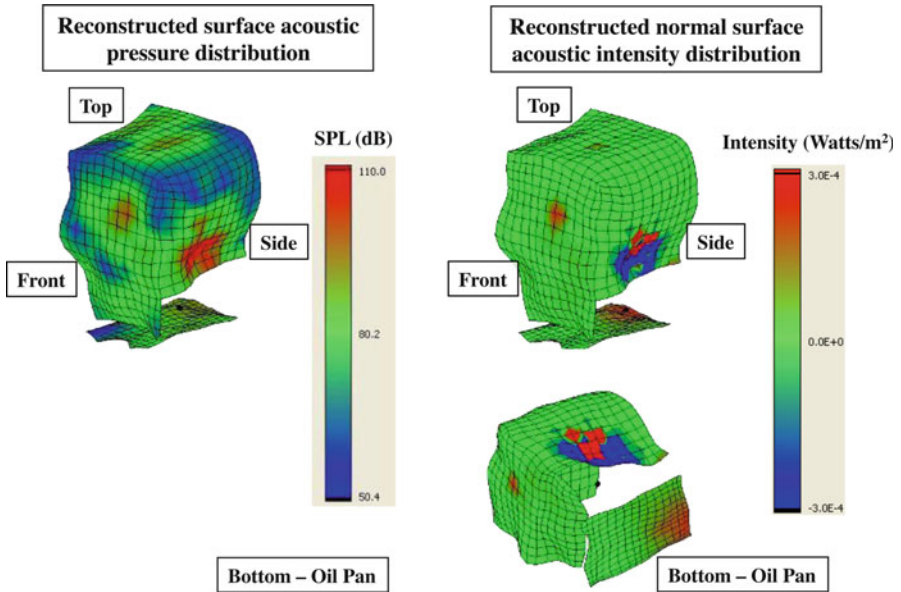 Reconstructed surface acoustic
pressure distribution
Top
SPL (dB)
110.0
80.2
50.4
Side
Front
Bottom – Oil Pan
Reconstructed normal surface
acoustic intensity distribution
Top
Intensity (Watts/m²)
3.0E-4
0.0E+0
-3.0E-4
Side
Front
Bottom – Oil Pan